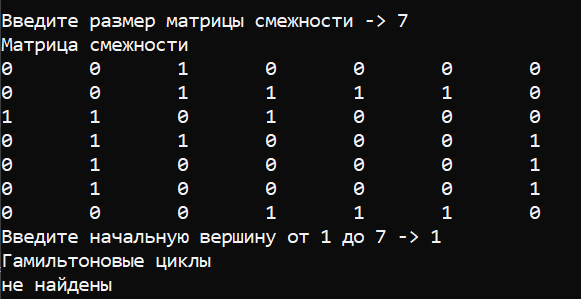 Введите размер матрицы смежности -> 7
Матрица смежности
0 0 1 0 0 0 0
0 0 1 1 1 1 0
1 1 0 1 0 0 0
0 1 1 0 0 0 1
0 1 0 0 0 0 1
0 1 0 0 0 0 1
0 0 0 1 1 1 0
Введите начальную вершину от 1 до 7 -> 1
Гамильтоновые циклы
не найдены